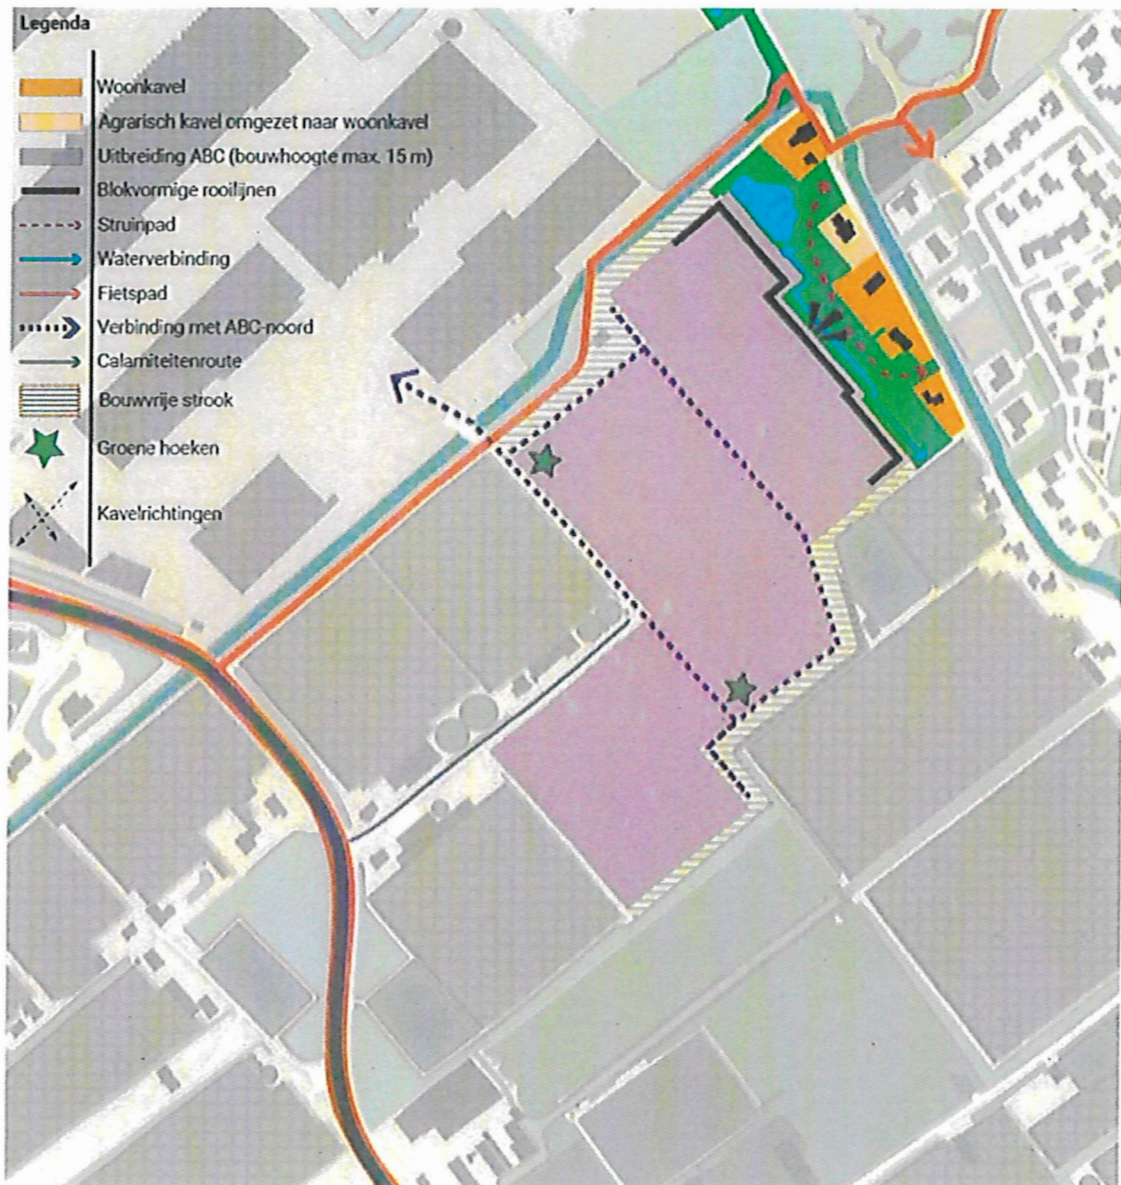 Legenda
Woonkavel
Agrarisch kavel omgezet naar woonkavel
Uitbreiding ABC (bouwhoogte max. 15 m)
Blokvormige rooilijnen
Struinpad
Waterverbinding
Fietspad
Verbinding met ABC-noord
Calamiteitenroute
Bouwvrije strook
Groene hoeken
Kavelrichtingen